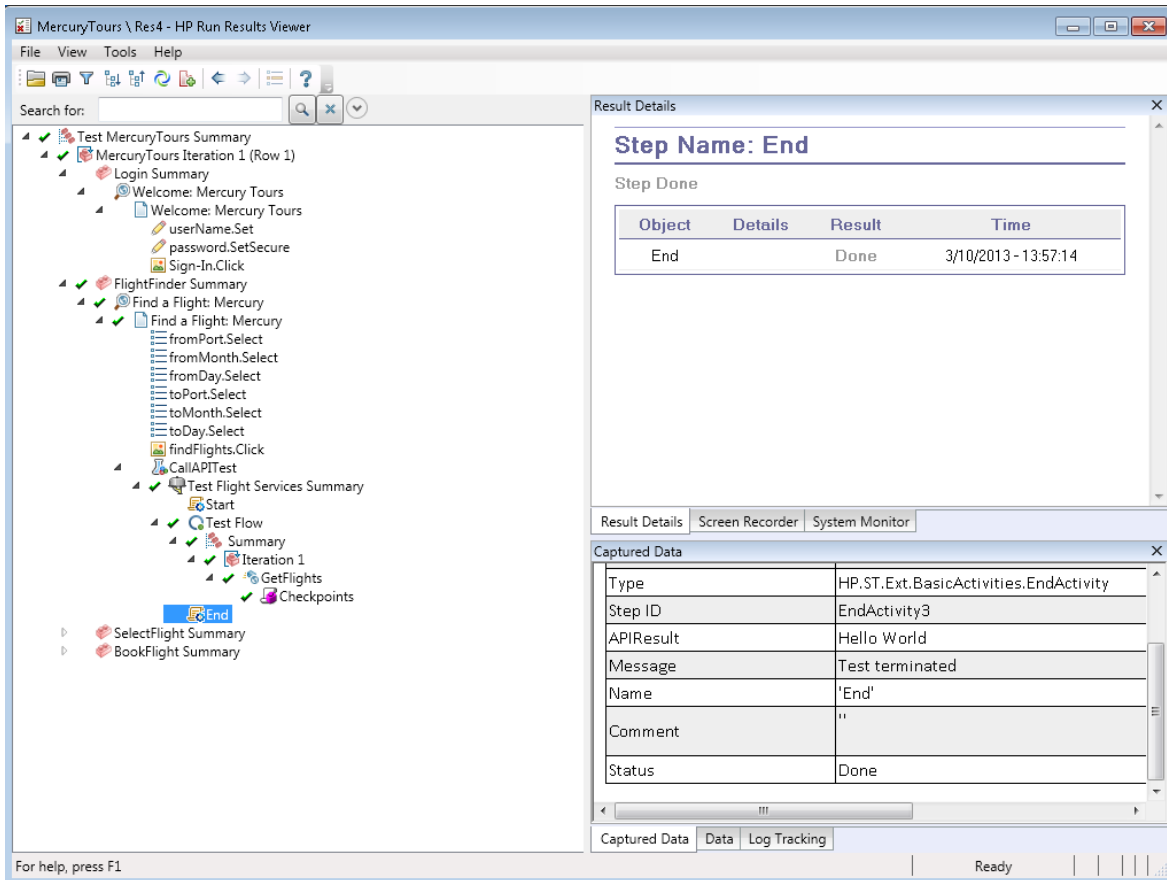 MercuryTours \ Res4 - HP Run Results Viewer
File View Tools Help
Search for:
Test MercuryTours Summary
MercuryTours Iteration 1 (Row 1)
Login Summary
Welcome: Mercury Tours
Welcome: Mercury Tours
userName.Set
password.SetSecure
Sign-In.Click
FlightFinder Summary
Find a Flight: Mercury
Find a Flight: Mercury
fromPort.Select
fromMonth.Select
fromDay.Select
toPort.Select
toMonth.Select
toDay.Select
findFlights.Click
CallAPITest
Test Flight Services Summary
Start
Test Flow
Summary
Iteration 1
GetFlights
Checkpoints
End
SelectFlight Summary
BookFlight Summary
Result Details
Step Name: End
Step Done
Object Details Result Time
End Done 3/10/2013 - 13:57:14
Result Details Screen Recorder System Monitor
Captured Data
Type HP.ST.Ext.BasicActivities.EndActivity
Step ID EndActivity3
APIResult Hello World
Message Test terminated
Name 'End'
Comment ''
Status Done
Captured Data Data Log Tracking
For help, press F1
Ready